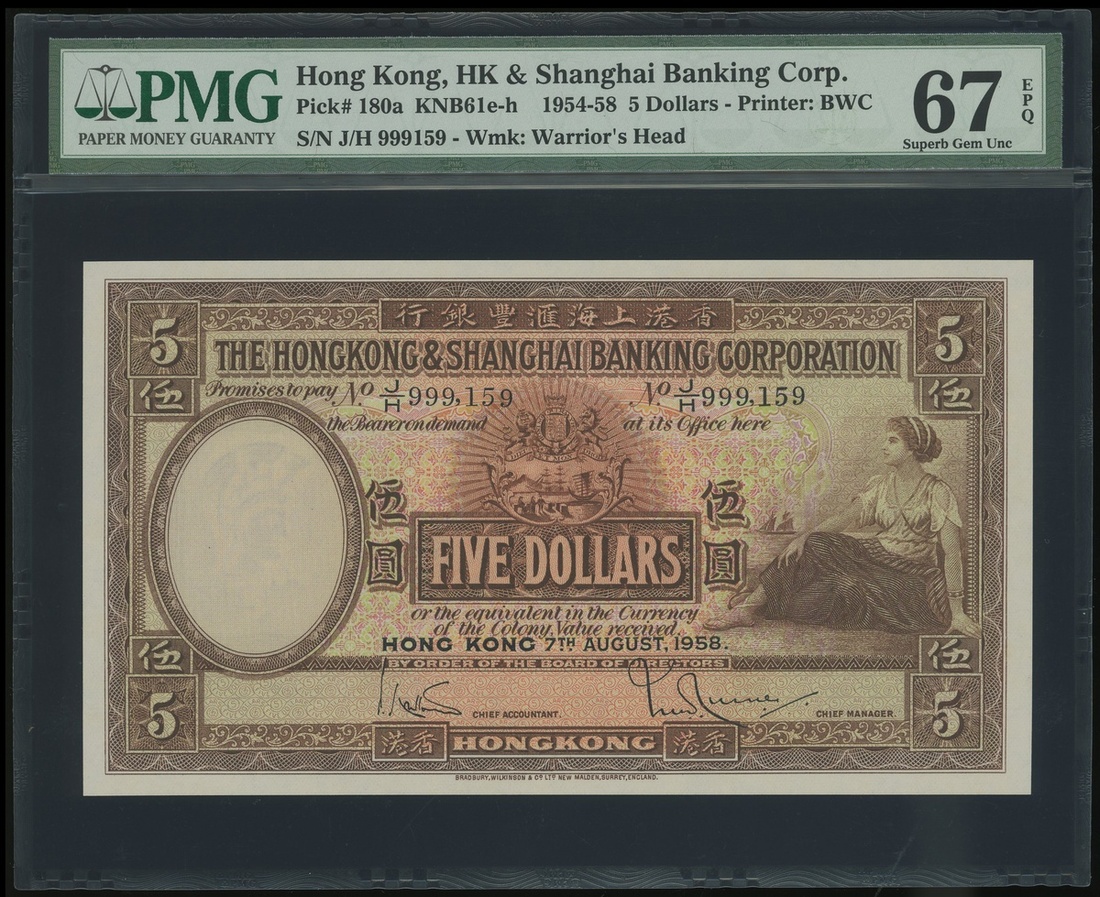 PMG
PAPER MONEY GUARANTY
Hong Kong, HK & Shanghai Banking Corp.
Pick# 180a KNB61e-h 1954-58 5 Dollars - Printer: BWC
S/N J/H 999159 - Wmk: Warrior's Head
67
EPQ
Superb Gem Unc
行銀豐滙海上港香
5 5
THE HONGKONG & SHANGHAI BANKING CORPORATION
伍 伍
Promises to pay No. J/H 999,159 No. J/H 999,159
the Bearer on demand at its Office here
伍圓 伍圓
FIVE DOLLARS
or the equivalent in the Currency
of the Colony, Value received.
HONG KONG 7TH AUGUST, 1958.
伍 伍
BY ORDER OF THE BOARD OF DIRECTORS
5 5
CHIEF ACCOUNTANT. CHIEF MANAGER.
港香 HONGKONG 港香
BRADBURY, WILKINSON & CO. LTD NEW MALDEN, SURREY, ENGLAND.